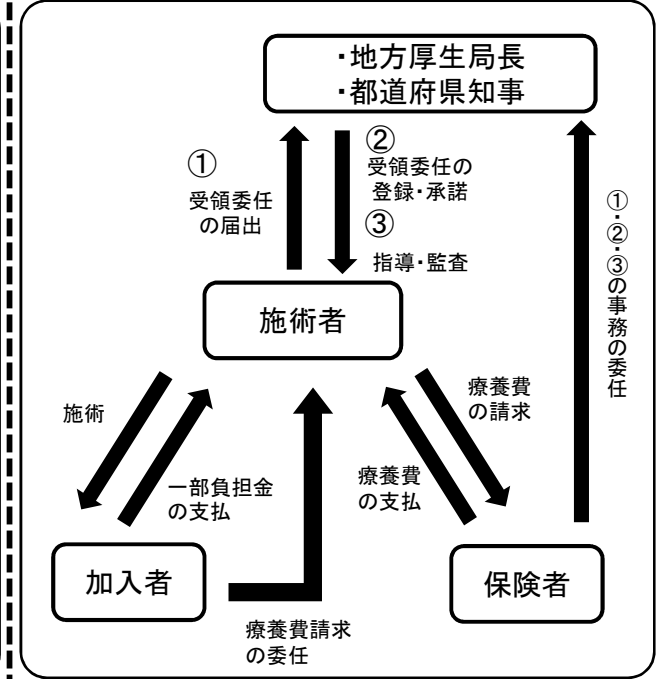 ・地方厚生局長
・都道府県知事
①
受領委任
の届出
②
受領委任の
登録・承諾
③
指導・監査
①・②・③の事務の委任
施術者
施術
一部負担金
の支払
療養費
の請求
療養費
の支払
加入者
保険者
療養費請求
の委任